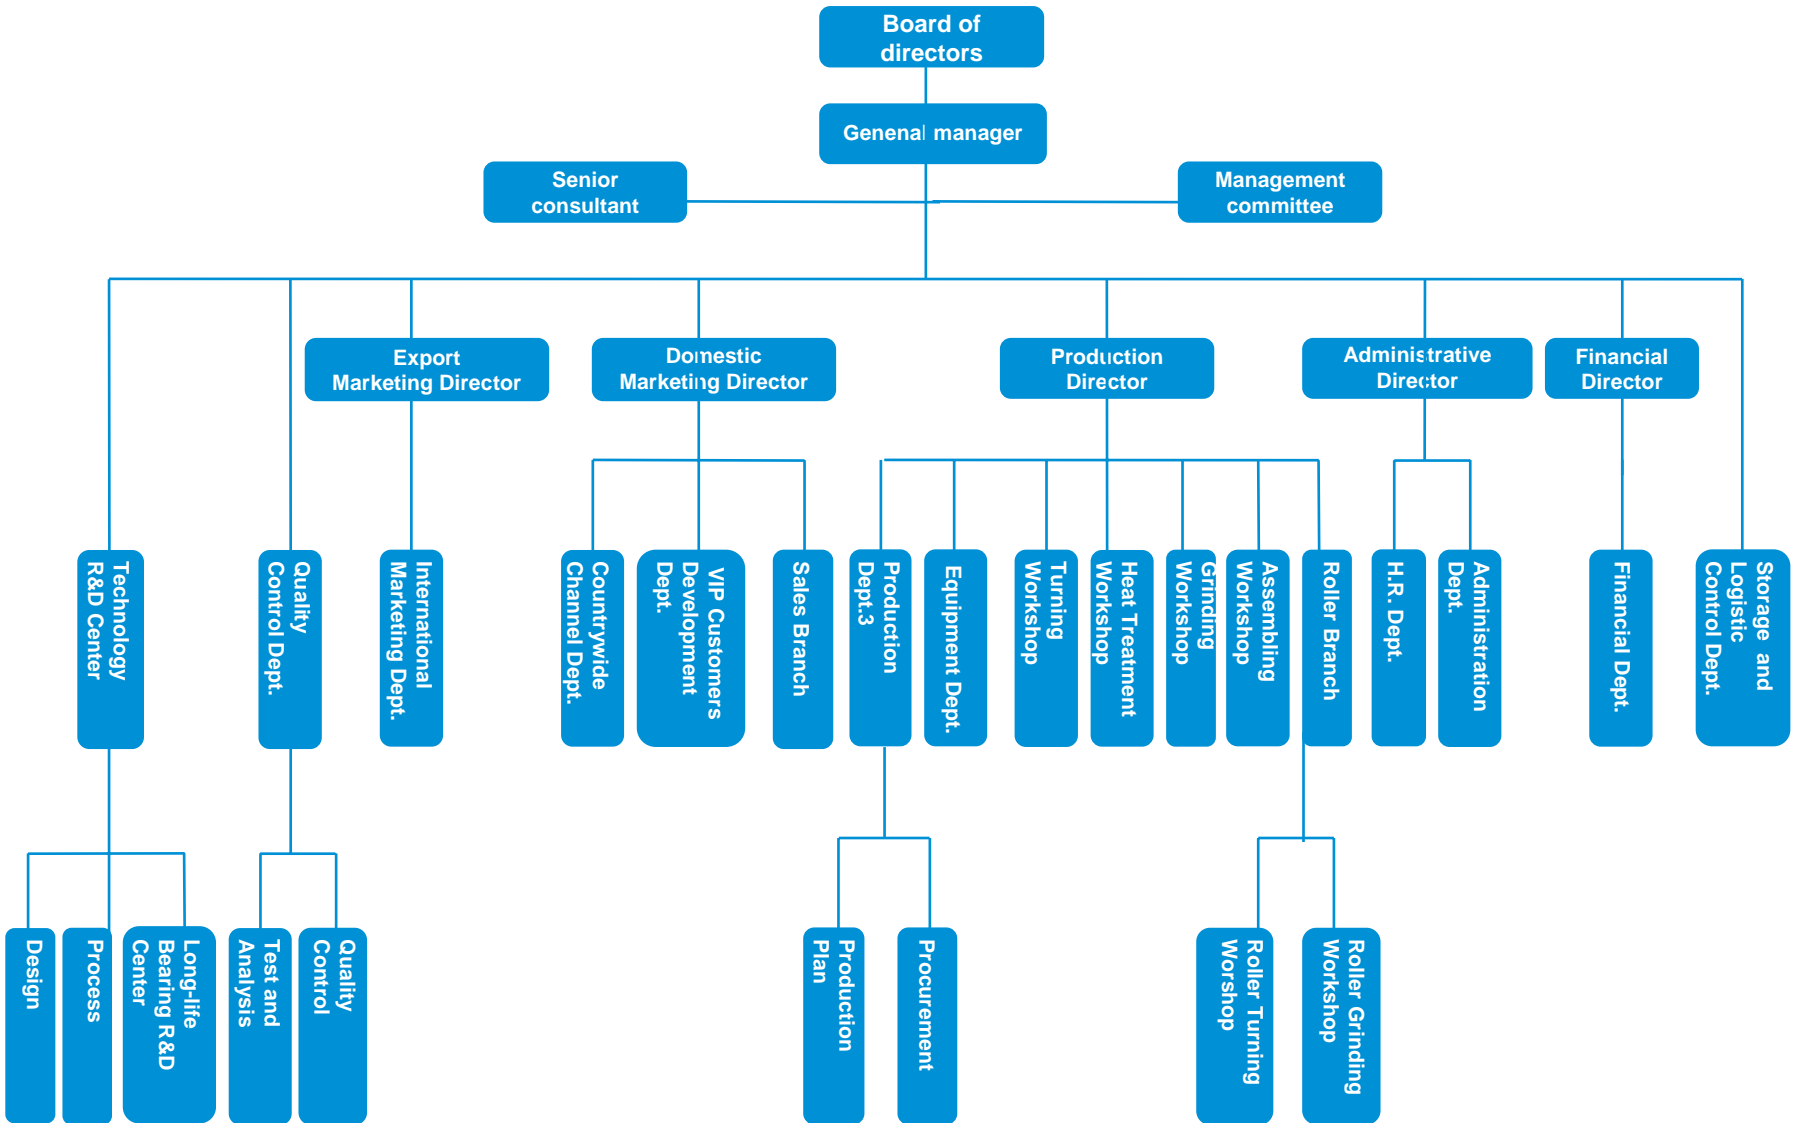 Board of
directors
Genenal manager
Senior
consultant
Management
committee
Export
Marketing Director
Domestic
Marketing Director
Production
Director
Administrative
Director
Financial
Director
Technology
R&D Center
Quality
Control Dept.
International
Marketing Dept.
Countrywide
Channel Dept.
VIP Customers
Development
Dept.
Sales Branch
Production
Dept.3
Equipment Dept.
Turning
Workshop
Heat Treatment
Workshop
Grinding
Workshop
Assembling
Workshop
Roller Branch
H.R. Dept.
Administration
Dept.
Financial Dept.
Storage and
Logistic
Control Dept.
Design
Process
Long-life
Bearing R&D
Center
Test and
Analysis
Quality
Control
Production
Plan
Procurement
Roller Turning
Worshop
Roller Grinding
Workshop